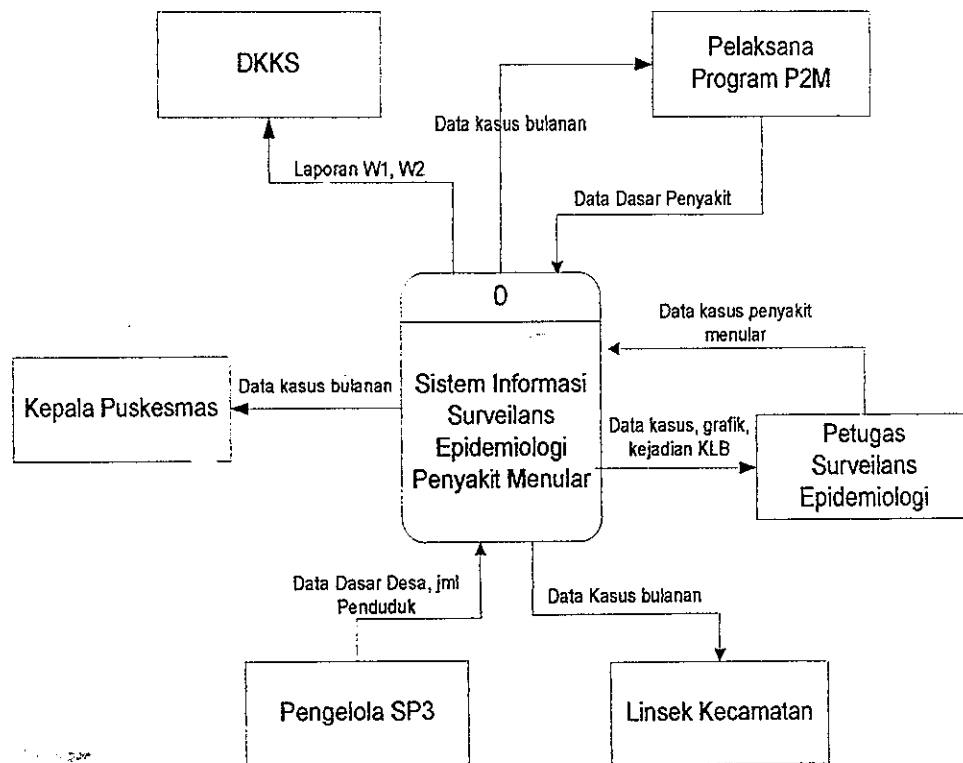 DKKS
Pelaksana
Program P2M
Data kasus bulanan
Laporan W1, W2
Data Dasar Penyakit
0
Data kasus penyakit
menular
Kepala Puskesmas
Data kasus bulanan
Sistem Informasi
Surveilans
Epidemiologi
Penyakit Menular
Data kasus, grafik,
kejadian KLB
Petugas
Surveilans
Epidemiologi
Data Dasar Desa, jml
Penduduk
Data Kasus bulanan
Pengelola SP3
Linsek Kecamatan